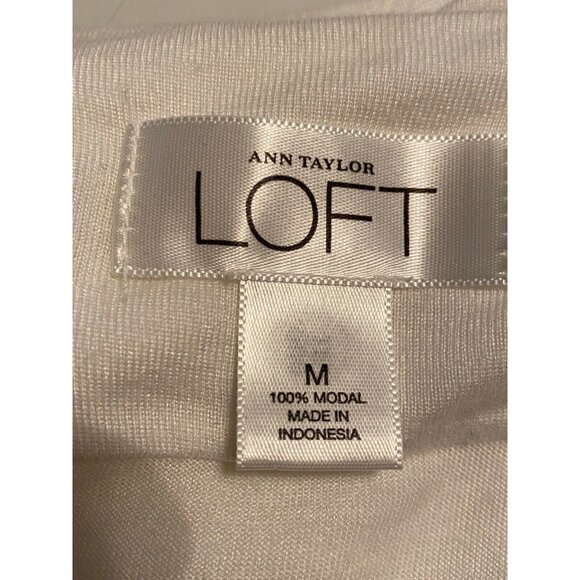 ANN TAYLOR
LOFT
M
100% MODAL
MADE IN
INDONESIA